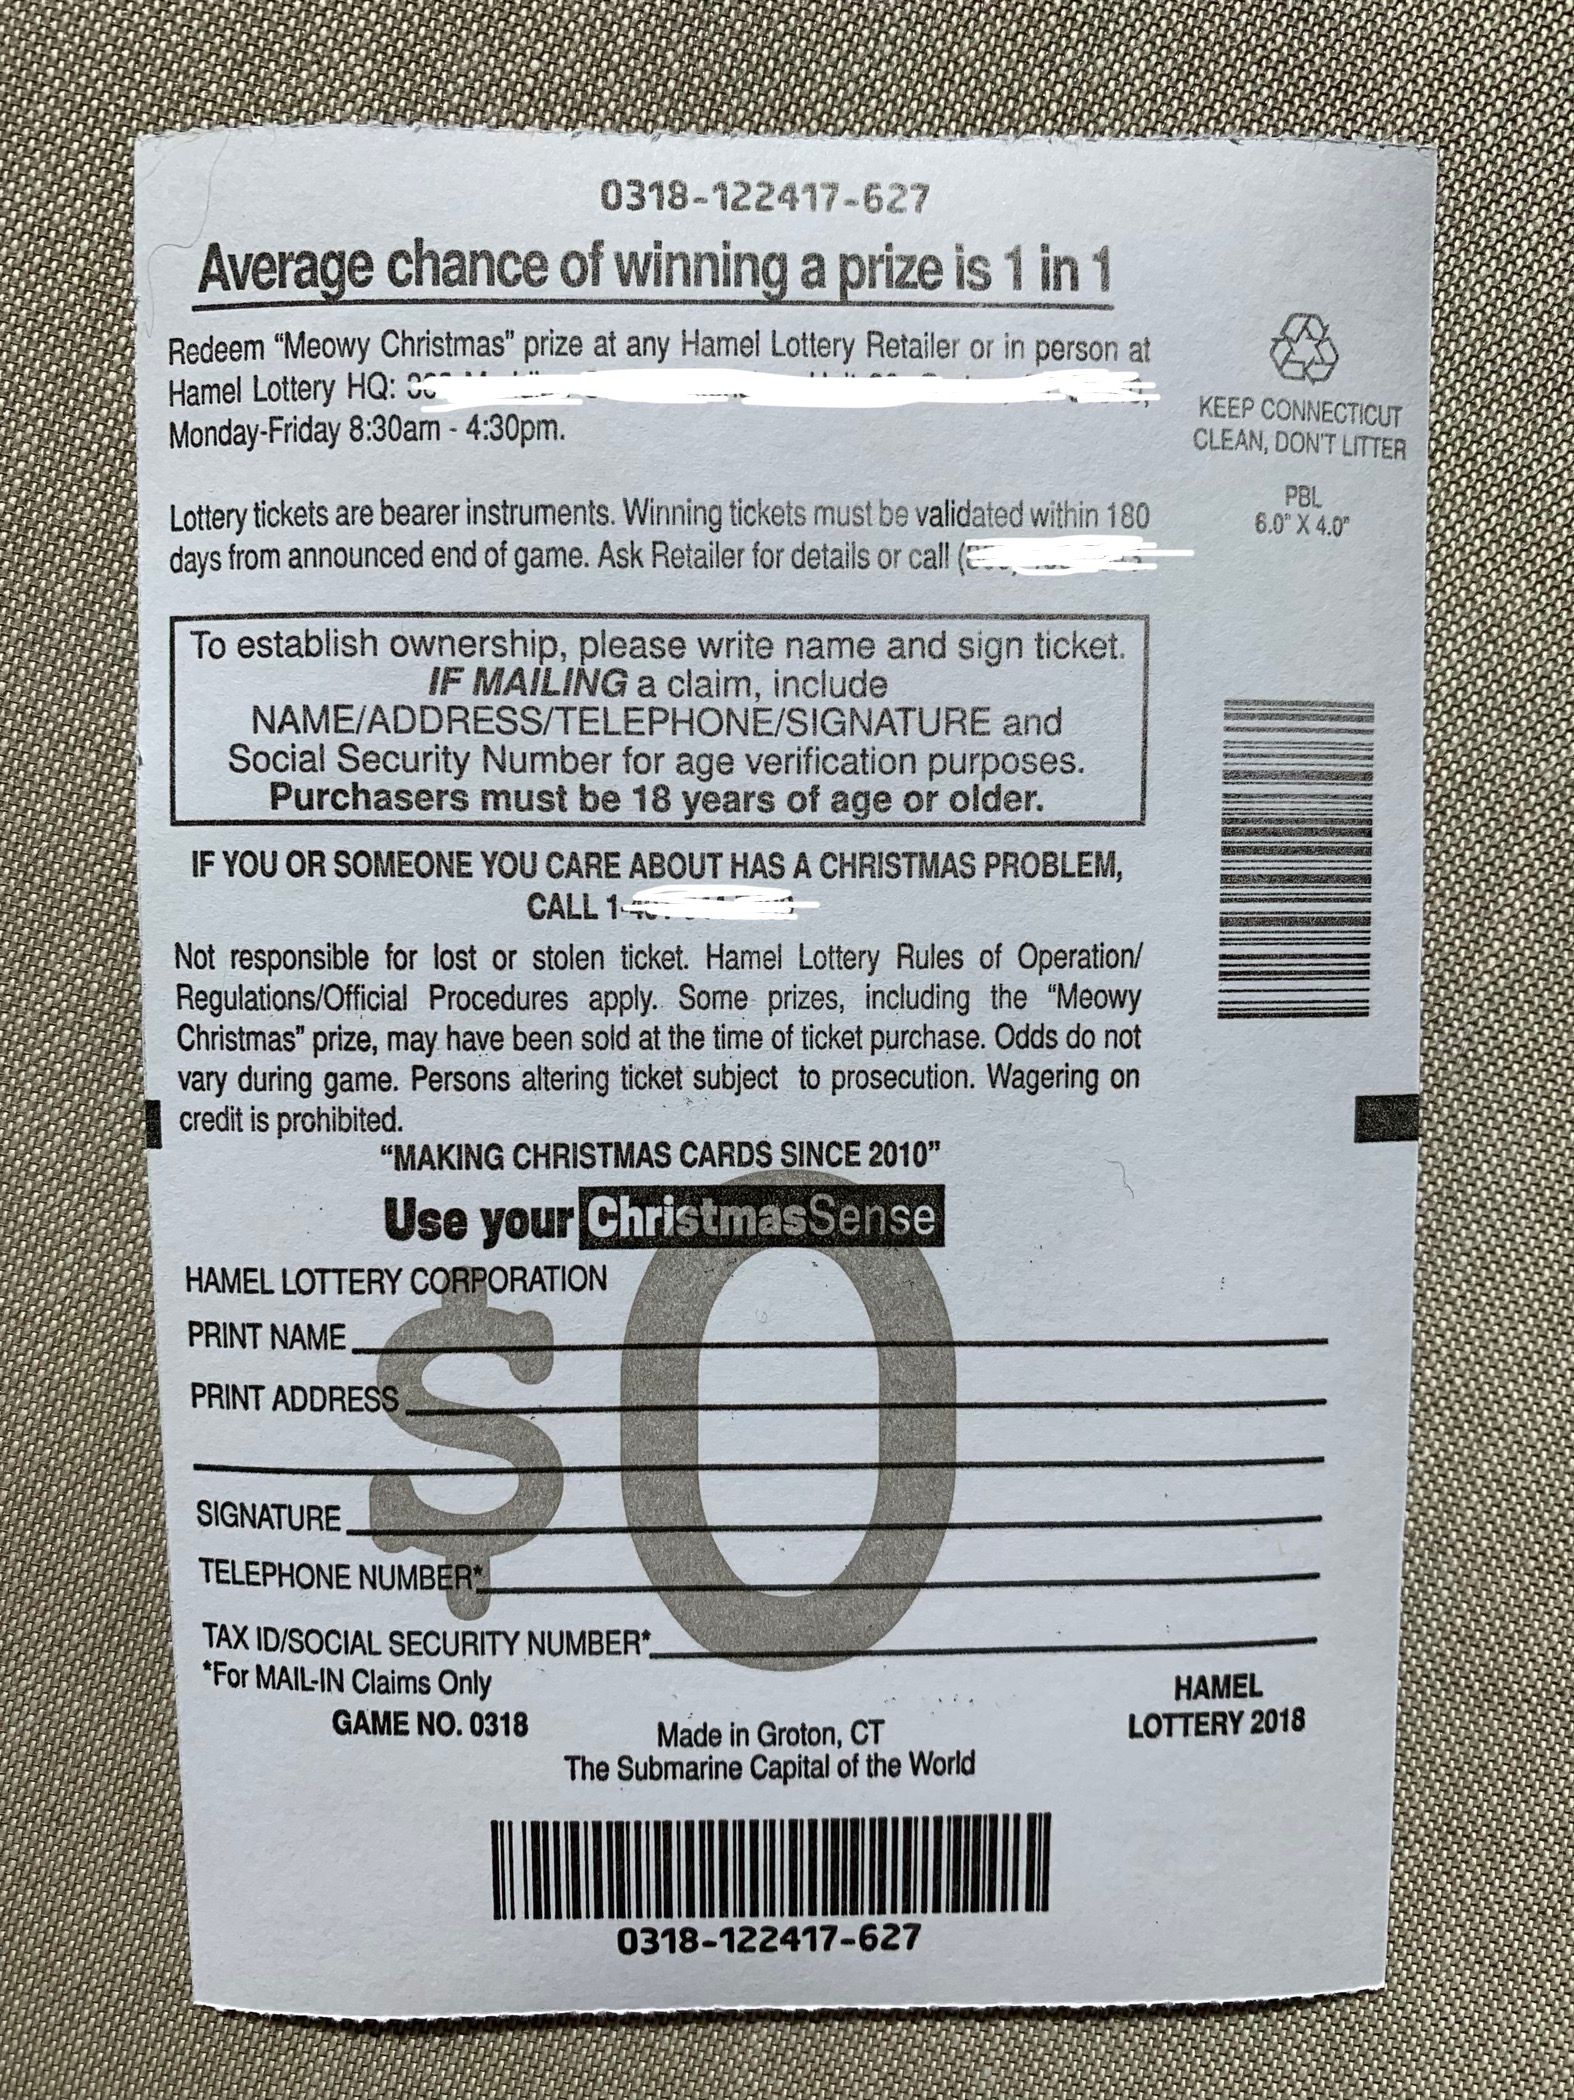 0318-122417-627
Average chance of winning a prize is 1 in 1
Redeem “Meowy Christmas” prize at any Hamel Lottery Retailer or in person at
Hamel Lottery HQ:
Monday-Friday 8:30am - 4:30pm.
KEEP CONNECTICUT
CLEAN, DON'T LITTER
PBL
6.0" X 4.0"
Lottery tickets are bearer instruments. Winning tickets must be validated within 180
days from announced end of game. Ask Retailer for details or call (
To establish ownership, please write name and sign ticket.
IF MAILING a claim, include
NAME/ADDRESS/TELEPHONE/SIGNATURE and
Social Security Number for age verification purposes.
Purchasers must be 18 years of age or older.
IF YOU OR SOMEONE YOU CARE ABOUT HAS A CHRISTMAS PROBLEM,
CALL 1-
Not responsible for lost or stolen ticket. Hamel Lottery Rules of Operation/
Regulations/Official Procedures apply. Some prizes, including the “Meowy
Christmas” prize, may have been sold at the time of ticket purchase. Odds do not
vary during game. Persons altering ticket subject to prosecution. Wagering on
credit is prohibited.
“MAKING CHRISTMAS CARDS SINCE 2010”
Use your ChristmasSense
$0
HAMEL LOTTERY CORPORATION
PRINT NAME
PRINT ADDRESS
SIGNATURE
TELEPHONE NUMBER*
TAX ID/SOCIAL SECURITY NUMBER*
*For MAIL-IN Claims Only
GAME NO. 0318
Made in Groton, CT
The Submarine Capital of the World
HAMEL
LOTTERY 2018
0318-122417-627